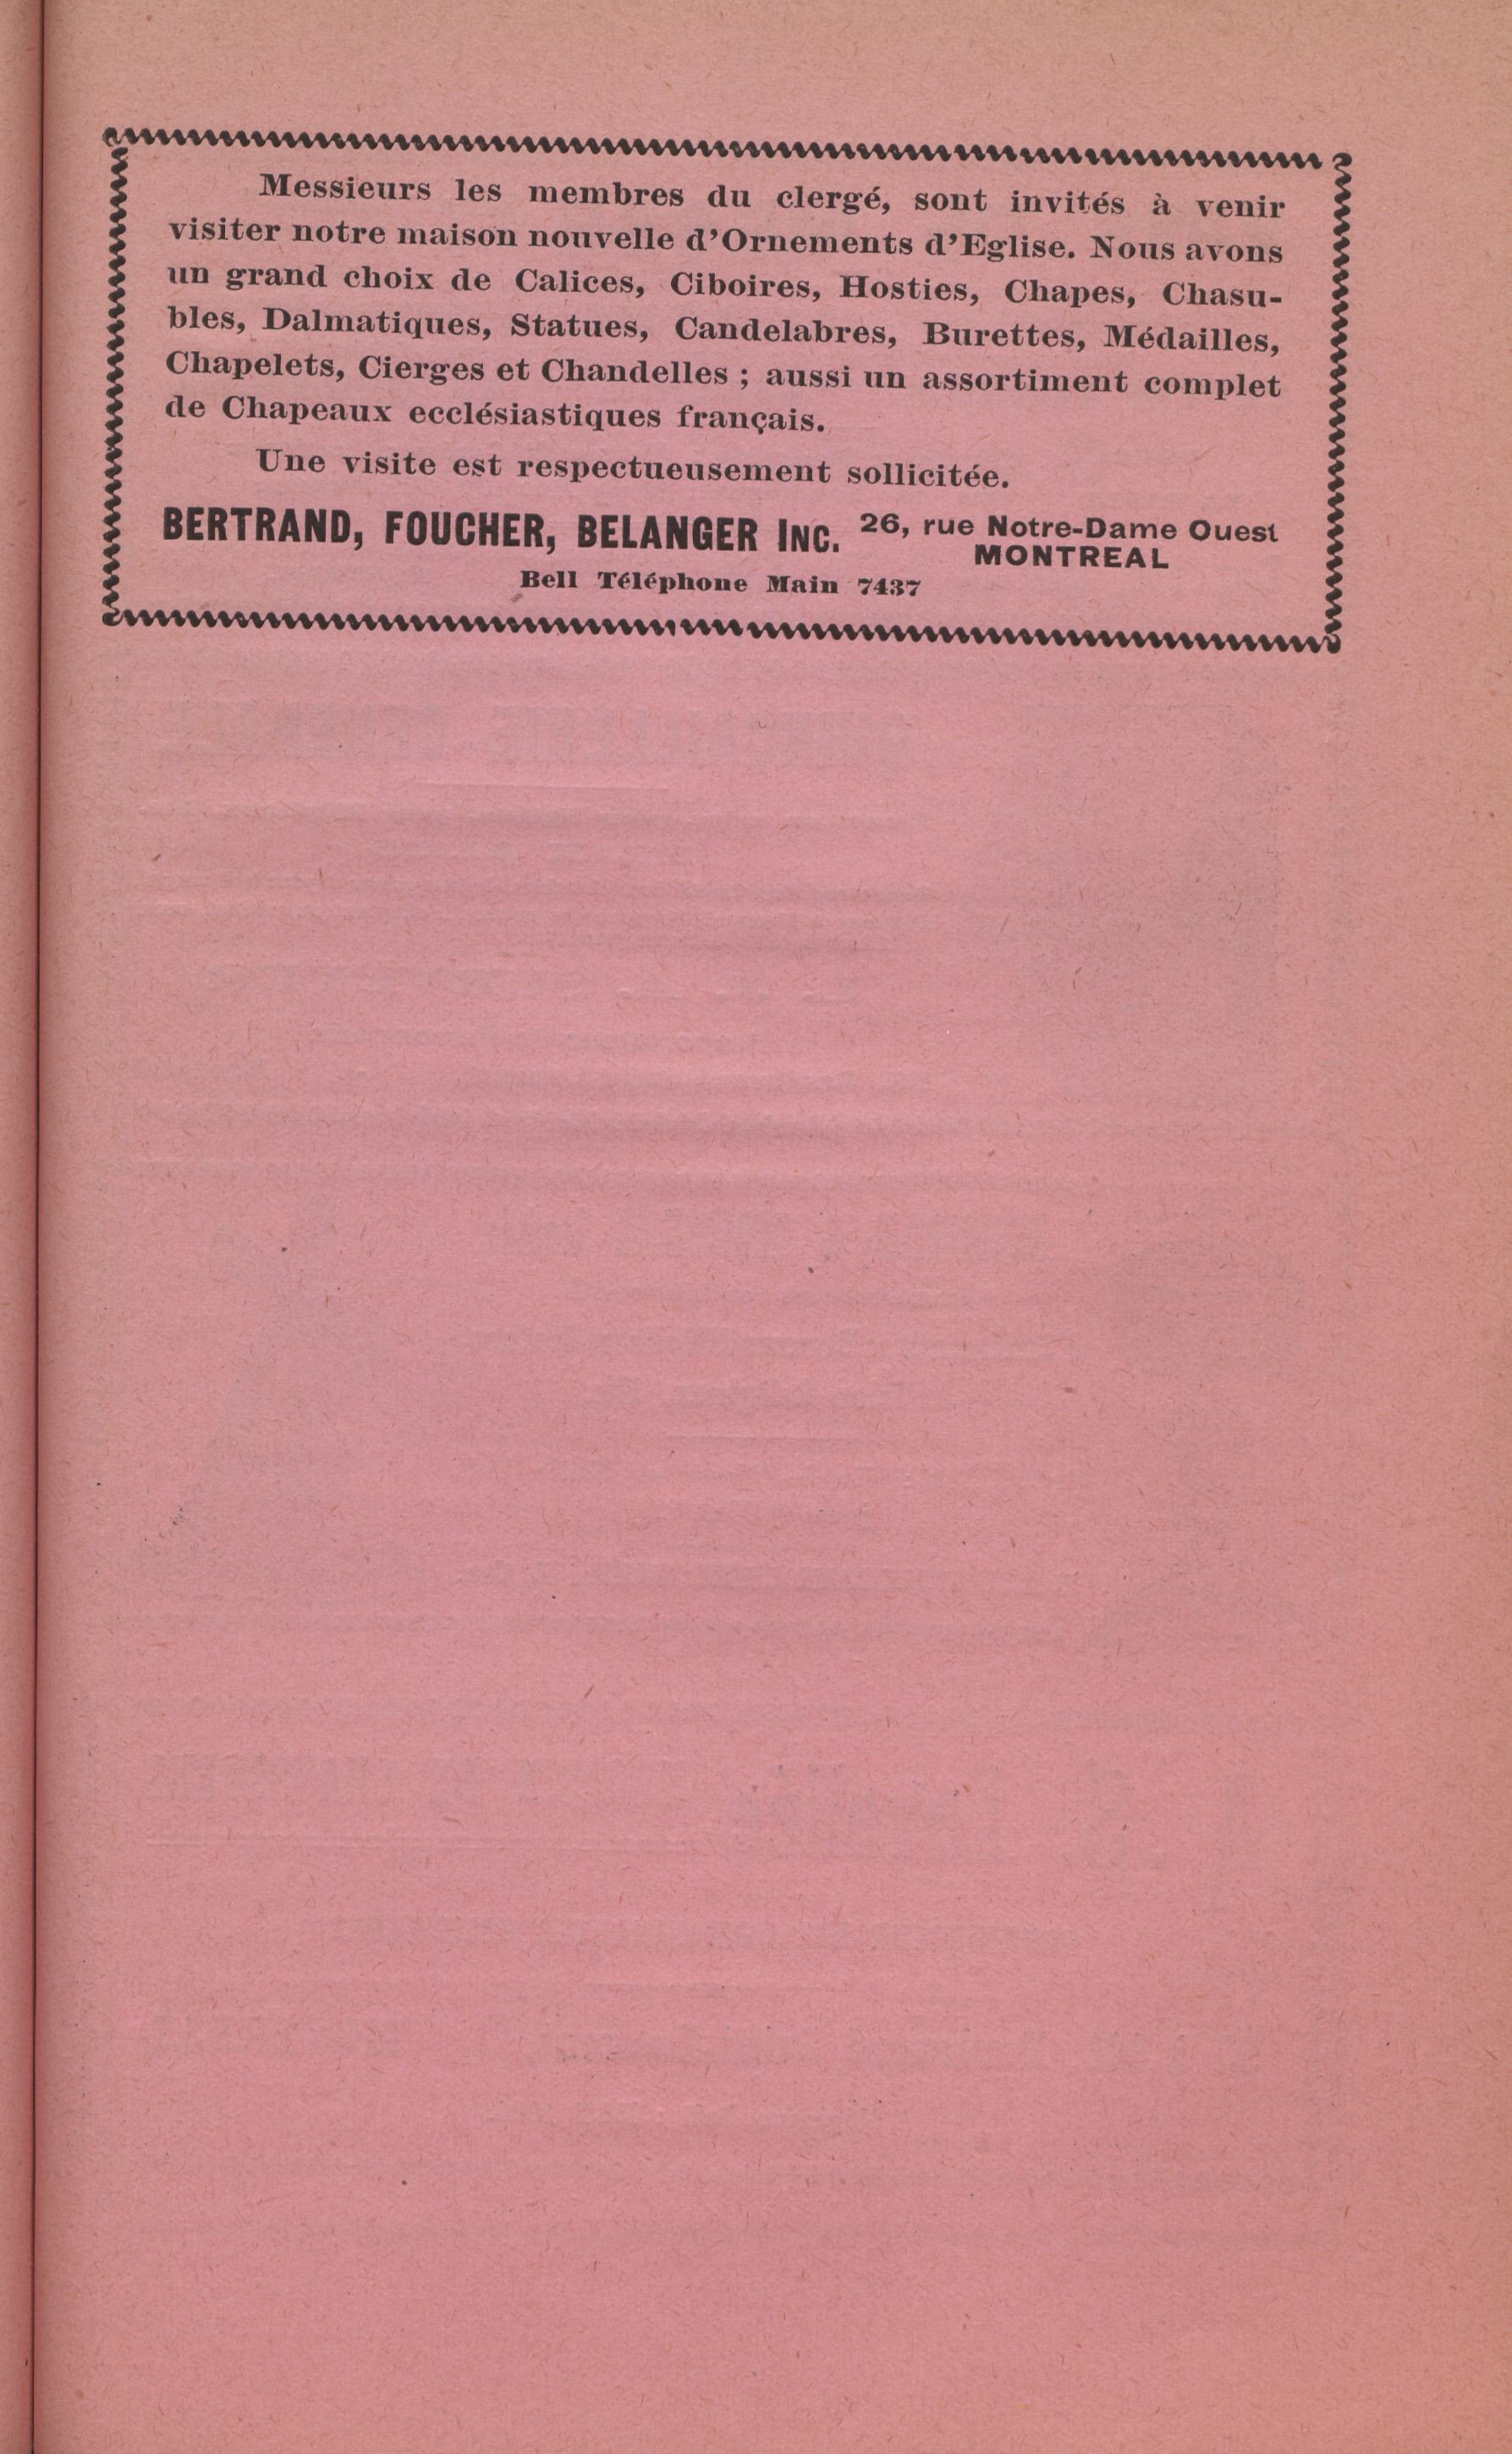 Messieurs les membres du clergé, sont invités à venir
visiter notre maison nouvelle d'Ornements d'Eglise. Nous avons
un grand choix de Calices, Ciboires, Hosties, Chapes, Chasu-
bles, Dalmatiques, Statues, Candelabres, Burettes, Médailles,
Chapelets, Cierges et Chandelles ; aussi un assortiment complet
de Chapeaux ecclésiastiques français.
Une visite est respectueusement sollicitée.
BERTRAND, FOUCHER, BELANGER INC. 26, rue Notre-Dame Ouest
MONTREAL
Bell Téléphone Main 7437